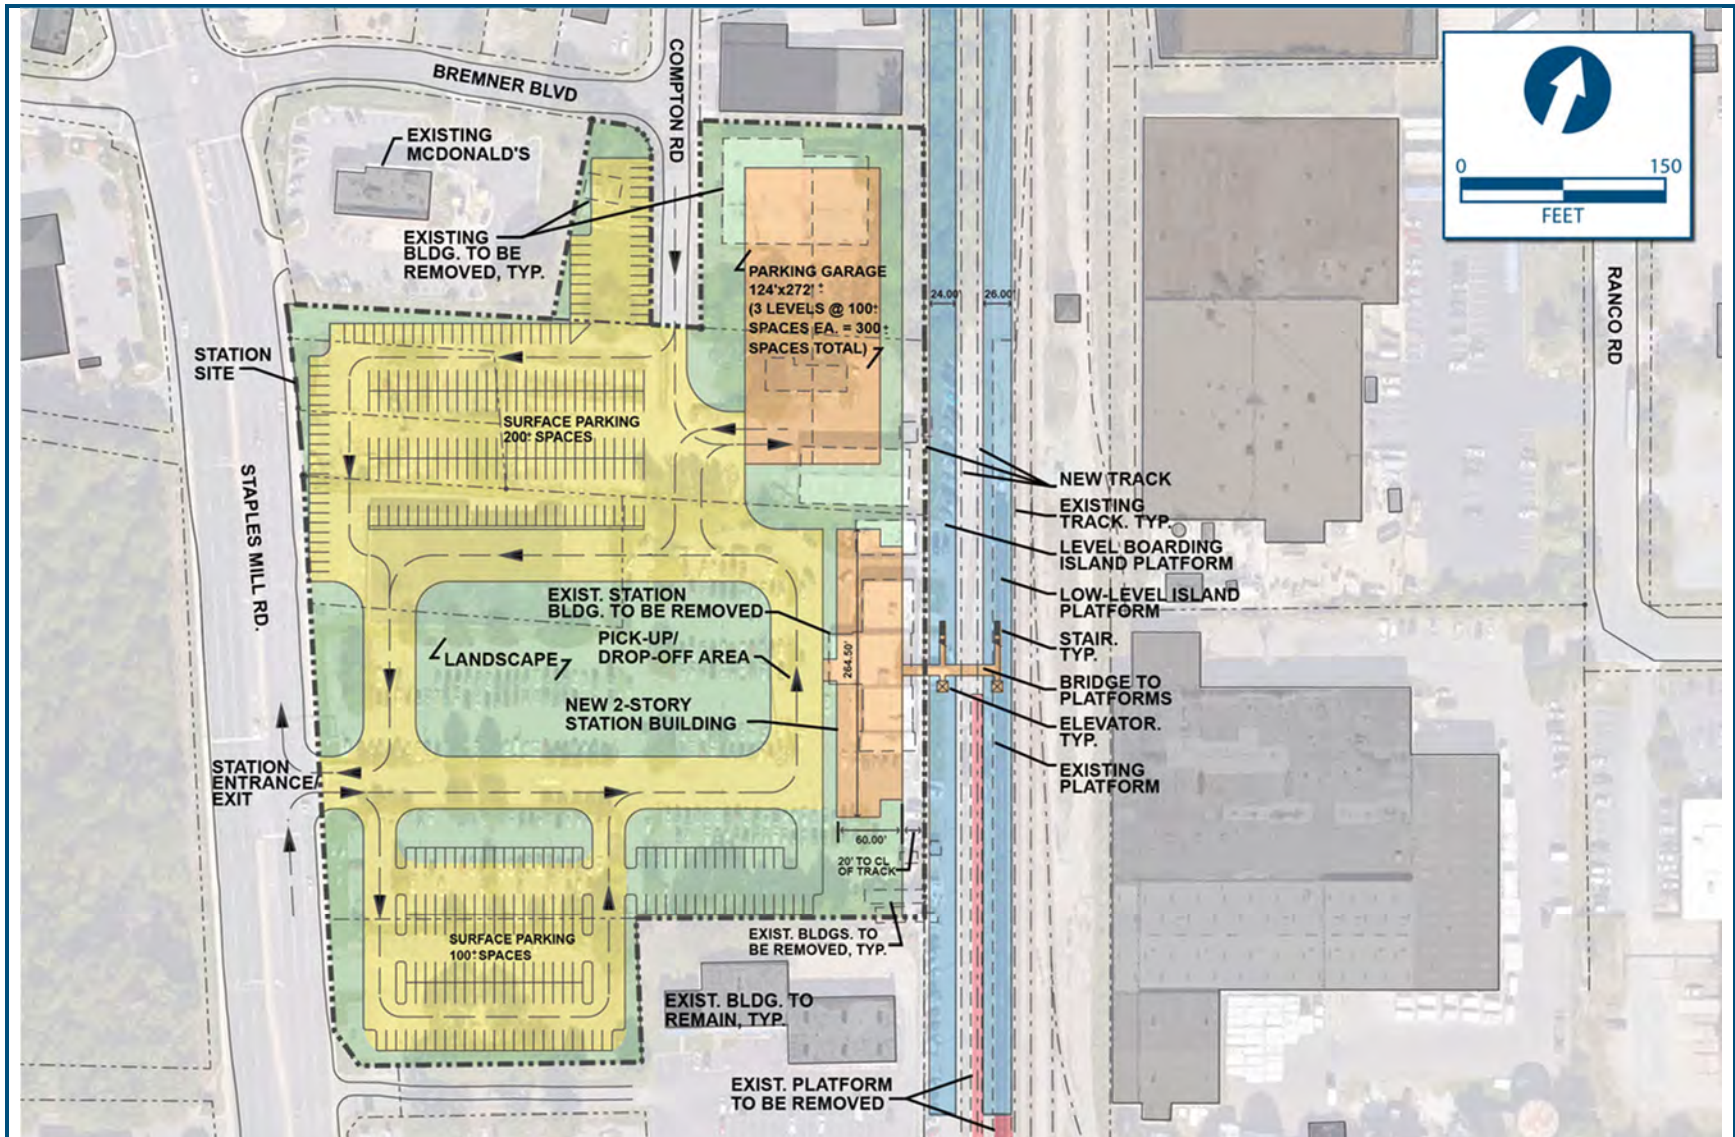 BREMNER BLVD
COMPTON RD
EXISTING
MCDONALD'S
0 150
FEET
EXISTING
BLDG. TO BE
REMOVED, TYP.
PARKING GARAGE
124'x272' ±
(3 LEVELS @ 100±
SPACES EA. = 300±
SPACES TOTAL)
24.00'
26.00'
RANCO RD
STATION
SITE
SURFACE PARKING
200± SPACES
STAPLES MILL RD.
NEW TRACK
EXISTING
TRACK. TYP.
LEVEL BOARDING
ISLAND PLATFORM
LOW-LEVEL ISLAND
PLATFORM
STAIR.
TYP.
BRIDGE TO
PLATFORMS
ELEVATOR.
TYP.
EXISTING
PLATFORM
EXIST. STATION
BLDG. TO BE REMOVED
PICK-UP/
DROP-OFF AREA
LANDSCAPE
264.50'
NEW 2-STORY
STATION BUILDING
STATION
ENTRANCE/
EXIT
60.00'
20' TO CL
OF TRACK
SURFACE PARKING
100± SPACES
EXIST. BLDGS. TO
BE REMOVED, TYP.
EXIST. BLDG. TO
REMAIN, TYP.
EXIST. PLATFORM
TO BE REMOVED